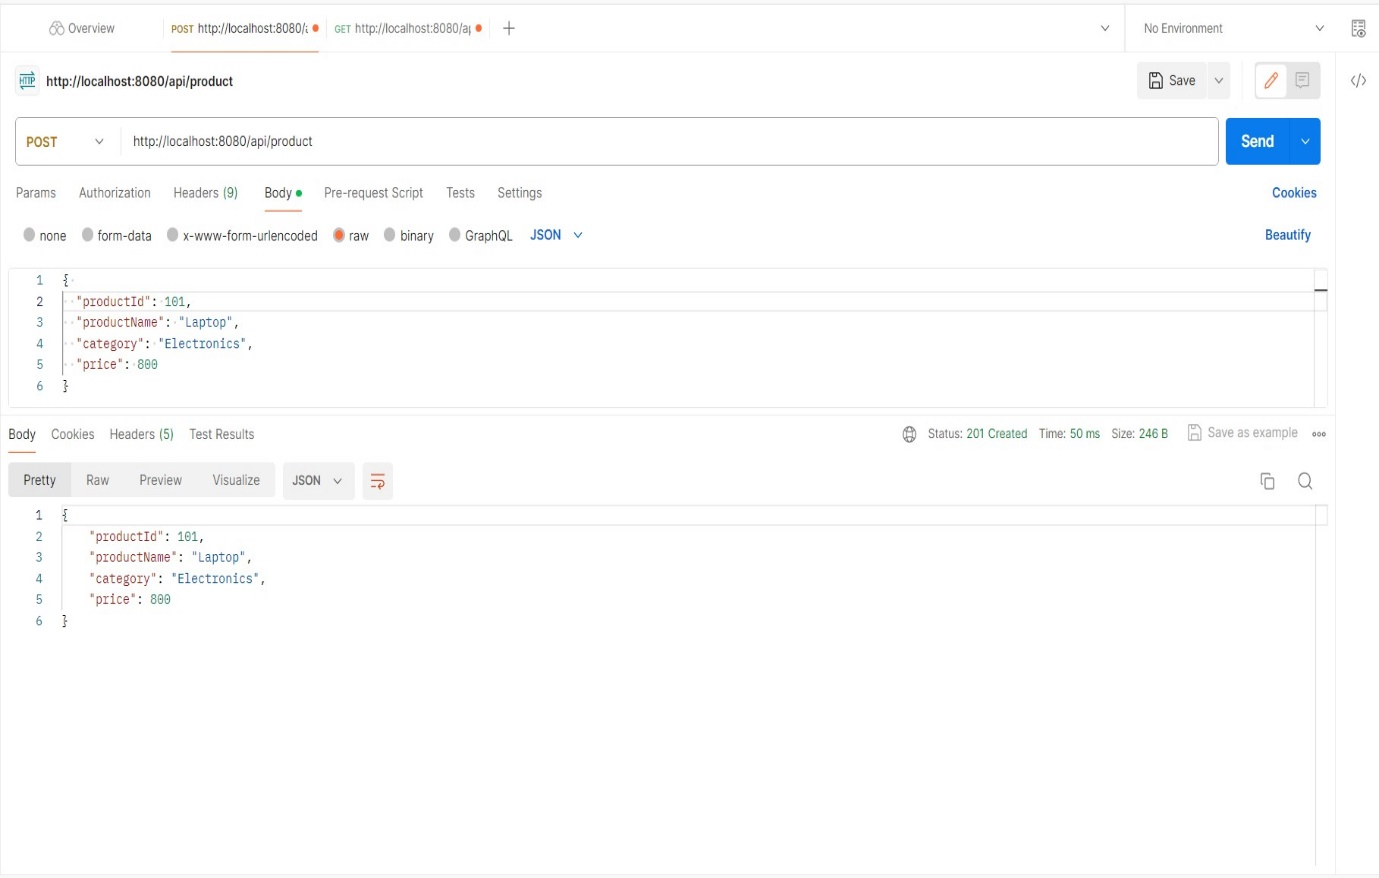 Overview POST http://localhost:8080/a GET http://localhost:8080/ap No Environment
HTTP http://localhost:8080/api/product Save
POST http://localhost:8080/api/product Send
Params Authorization Headers (9) Body Pre-request Script Tests Settings Cookies
none form-data x-www-form-urlencoded raw binary GraphQL JSON Beautify
1 {
2 "productId": 101,
3 "productName": "Laptop",
4 "category": "Electronics",
5 "price": 800
6 }
Body Cookies Headers (5) Test Results Status: 201 Created Time: 50 ms Size: 246 B Save as example
Pretty Raw Preview Visualize JSON
1 {
2 "productId": 101,
3 "productName": "Laptop",
4 "category": "Electronics",
5 "price": 800
6 }